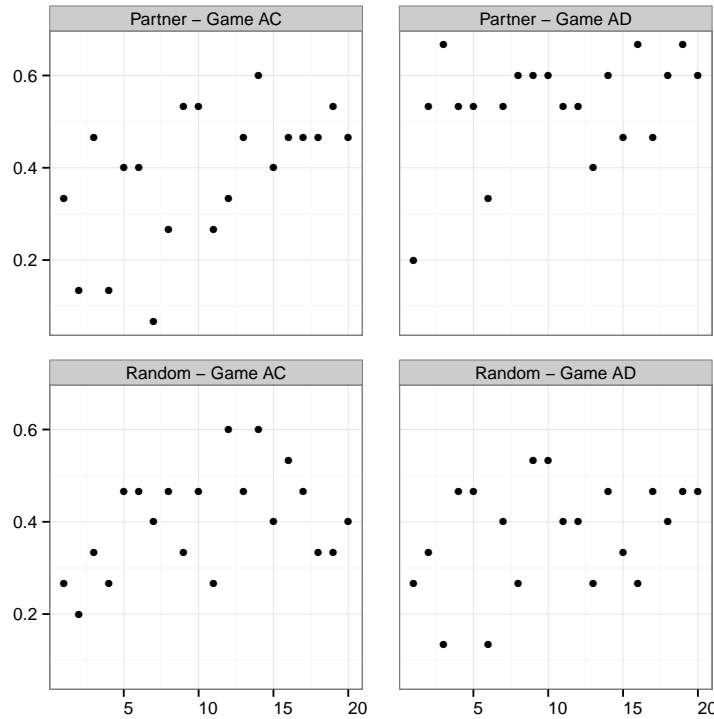 Partner – Game AC
Partner – Game AD
0.6
0.4
0.2
Random – Game AC
Random – Game AD
0.6
0.4
0.2
5 10 15 20 5 10 15 20